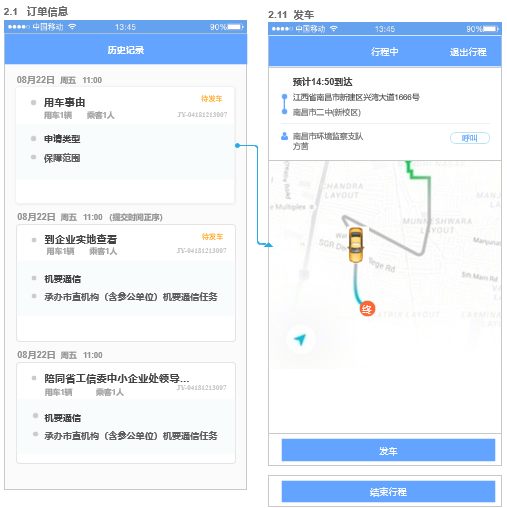 2.1 订单信息
中国移动 13:45 90%
历史记录
08月22日 周五 11:00
用车事由 待发车
用车1辆 乘客1人 JY-04181213007
申请类型
保障范围
08月22日 周五 11:00 (提交时间正序)
到企业实地查看 待发车
用车1辆 乘客1人 JY-04181213007
机要通信
承办市直机构（含参公单位）机要通信任务
08月22日 周五 11:00
陪同省工信委中小企业处领导...
用车1辆 乘客1人 JY-04181213007
机要通信
承办市直机构（含参公单位）机要通信任务
2.11 发车
中国移动 13:45 90%
行程中 退出行程
预计14:50到达
江西省南昌市新建区兴湾大道1666号
南昌市二中(新校区)
南昌市环境监察支队
方茜
呼叫
CHANDRA
LAYOUT
Multiplex
MUNESHWARA
LAYOUT
Manjunat
SGR De
ege Rd
5th Main Rd
终
LAYOUT
LAXMINA
LAYOUT
发车
结束行程